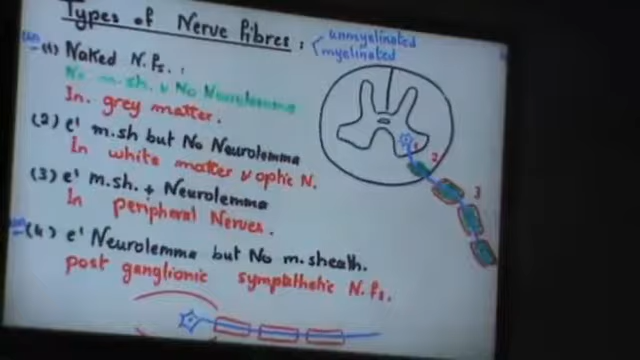 Types of Nerve Fibres : unmyelinated
myelinated
un (1) Naked N.fs. :
No m.sh. & No Neurolemma
In. grey matter.
(2) e' m.sh but No Neurolemma
In white matter & optic N.
(3) e' m.sh. + Neurolemma
In peripheral Nerves.
un (4) e' Neurolemma but No m.sheath.
post ganglionic sympathetic N.fs.
1
2
3